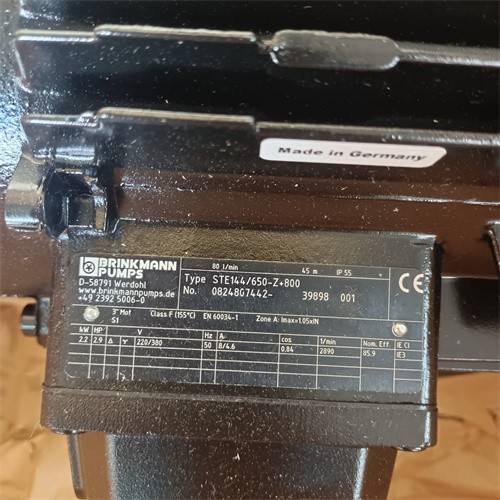 Made in Germany
BRINKMANN PUMPS
D-58791 Werdohl
www.brinkmannpumps.de
+49 2392 5006-0
80 l/min 45 m IP 55 +
Type STE144/650-Z+800
No. 0824807442- 39898 001
CE
3~ Mot Class F (155°C) EN 60034-1 Zone A: Imax=1.05xIN
S1
kW HP V Hz A cos 1/min Nom. Eff. IE Cl
2.2 2.9 Δ 220/380 50 8/4.6 0.84 2890 85.9 IE3